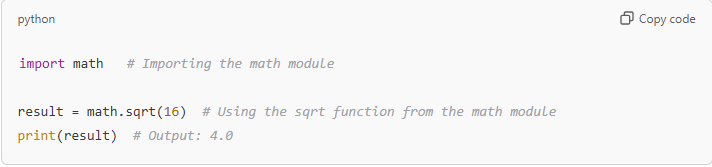 python
Copy code
import math   # Importing the math module
result = math.sqrt(16)  # Using the sqrt function from the math module
print(result)  # Output: 4.0